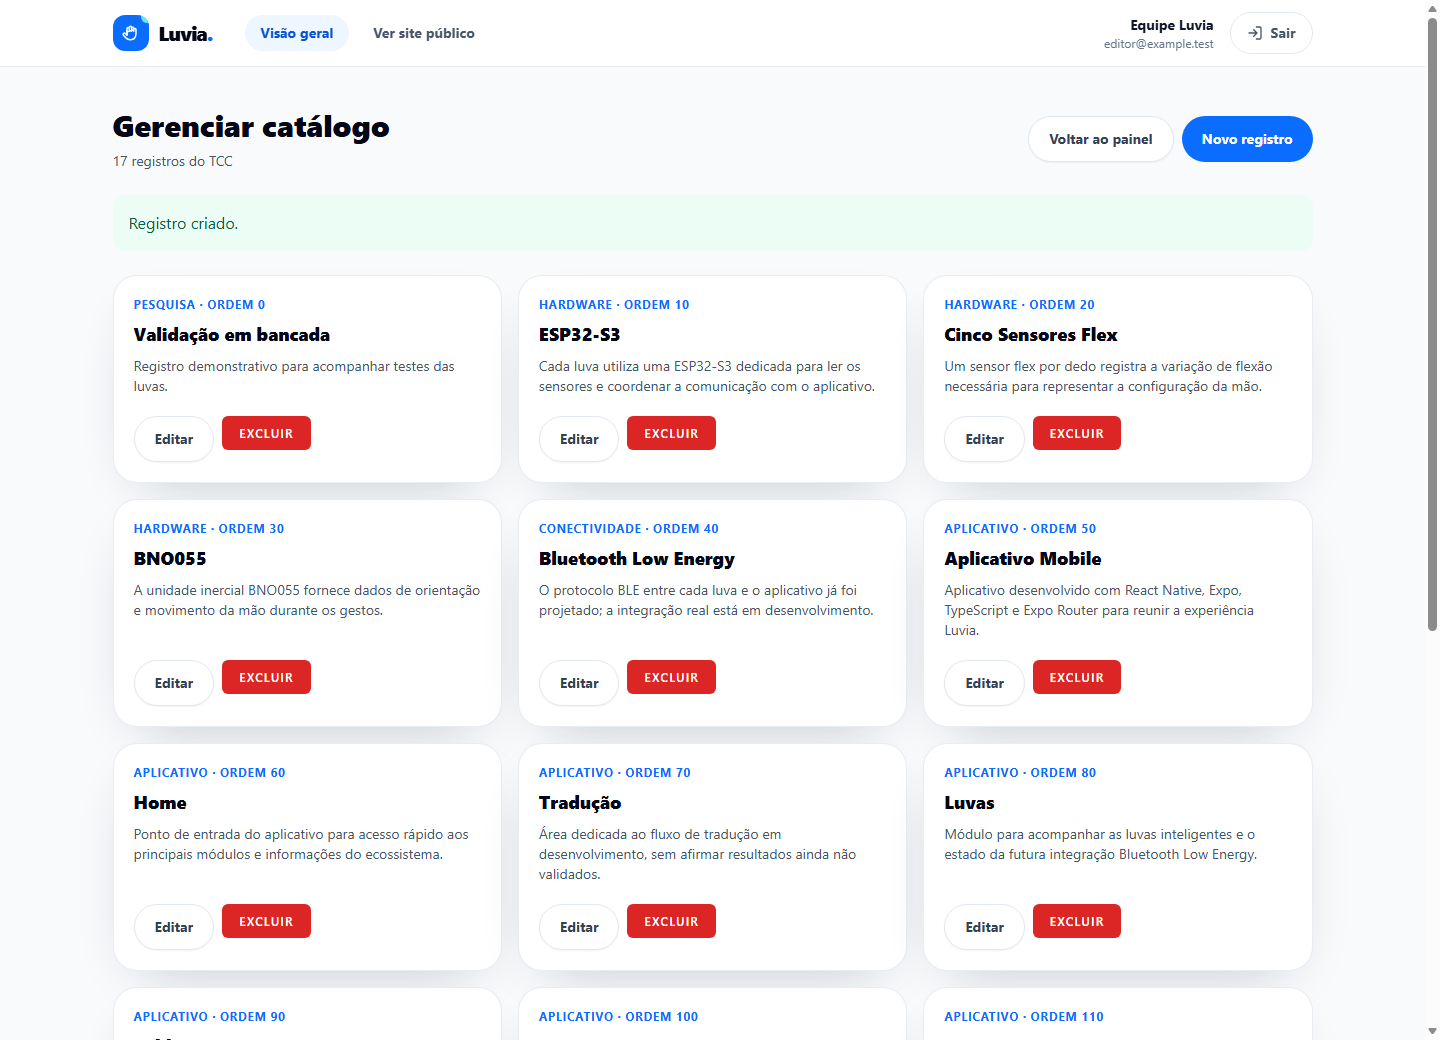 Luvia.
Visão geral
Ver site público
Equipe Luvia
editor@example.test
Sair
Gerenciar catálogo
17 registros do TCC
Voltar ao painel
Novo registro
Registro criado.
PESQUISA · ORDEM 0
Validação em bancada
Registro demonstrativo para acompanhar testes das
luvas.
Editar
EXCLUIR
HARDWARE · ORDEM 10
ESP32-S3
Cada luva utiliza uma ESP32-S3 dedicada para ler os
sensores e coordenar a comunicação com o aplicativo.
Editar
EXCLUIR
HARDWARE · ORDEM 20
Cinco Sensores Flex
Um sensor flex por dedo registra a variação de flexão
necessária para representar a configuração da mão.
Editar
EXCLUIR
HARDWARE · ORDEM 30
BNO055
A unidade inercial BNO055 fornece dados de orientação
e movimento da mão durante os gestos.
Editar
EXCLUIR
CONECTIVIDADE · ORDEM 40
Bluetooth Low Energy
O protocolo BLE entre cada luva e o aplicativo já foi
projetado; a integração real está em desenvolvimento.
Editar
EXCLUIR
APLICATIVO · ORDEM 50
Aplicativo Mobile
Aplicativo desenvolvido com React Native, Expo,
TypeScript e Expo Router para reunir a experiência
Luvia.
Editar
EXCLUIR
APLICATIVO · ORDEM 60
Home
Ponto de entrada do aplicativo para acesso rápido aos
principais módulos e informações do ecossistema.
Editar
EXCLUIR
APLICATIVO · ORDEM 70
Tradução
Área dedicada ao fluxo de tradução em
desenvolvimento, sem afirmar resultados ainda não
validados.
Editar
EXCLUIR
APLICATIVO · ORDEM 80
Luvas
Módulo para acompanhar as luvas inteligentes e o
estado da futura integração Bluetooth Low Energy.
Editar
EXCLUIR
APLICATIVO · ORDEM 90
APLICATIVO · ORDEM 100
APLICATIVO · ORDEM 110